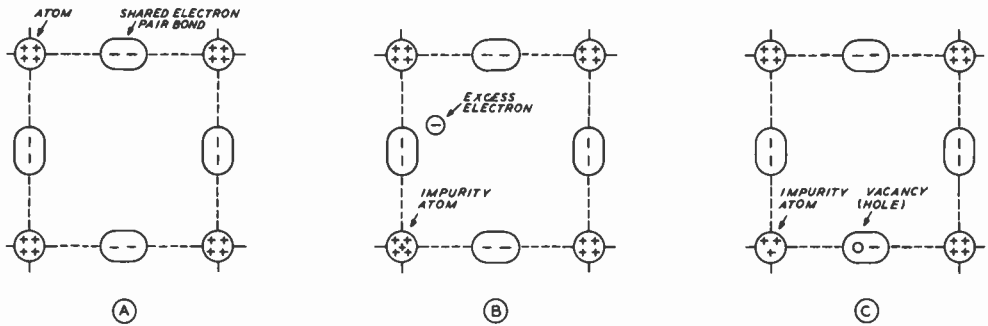 ATOM
SHARED ELECTRON
PAIR BOND
EXCESS
ELECTRON
IMPURITY
ATOM
IMPURITY
ATOM
VACANCY
(HOLE)
A
B
C